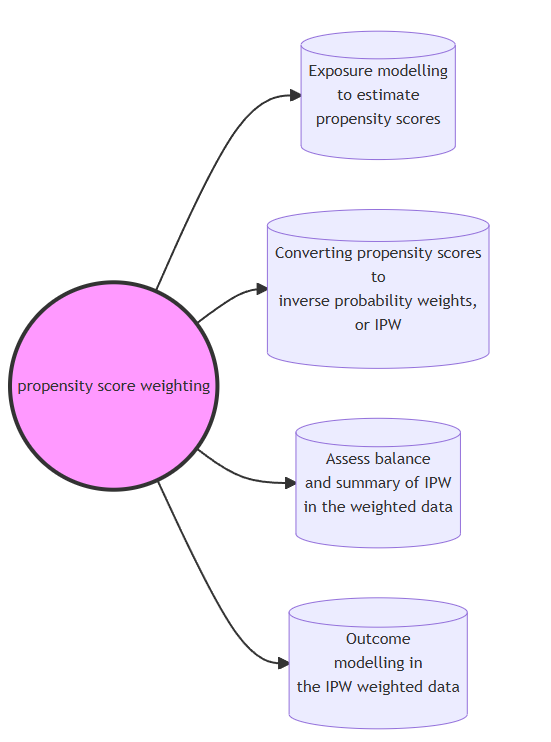 Exposure modelling
to estimate
propensity scores
Converting propensity scores
to
inverse probability weights,
or IPW
propensity score weighting
Assess balance
and summary of IPW
in the weighted data
Outcome
modelling in
the IPW weighted data